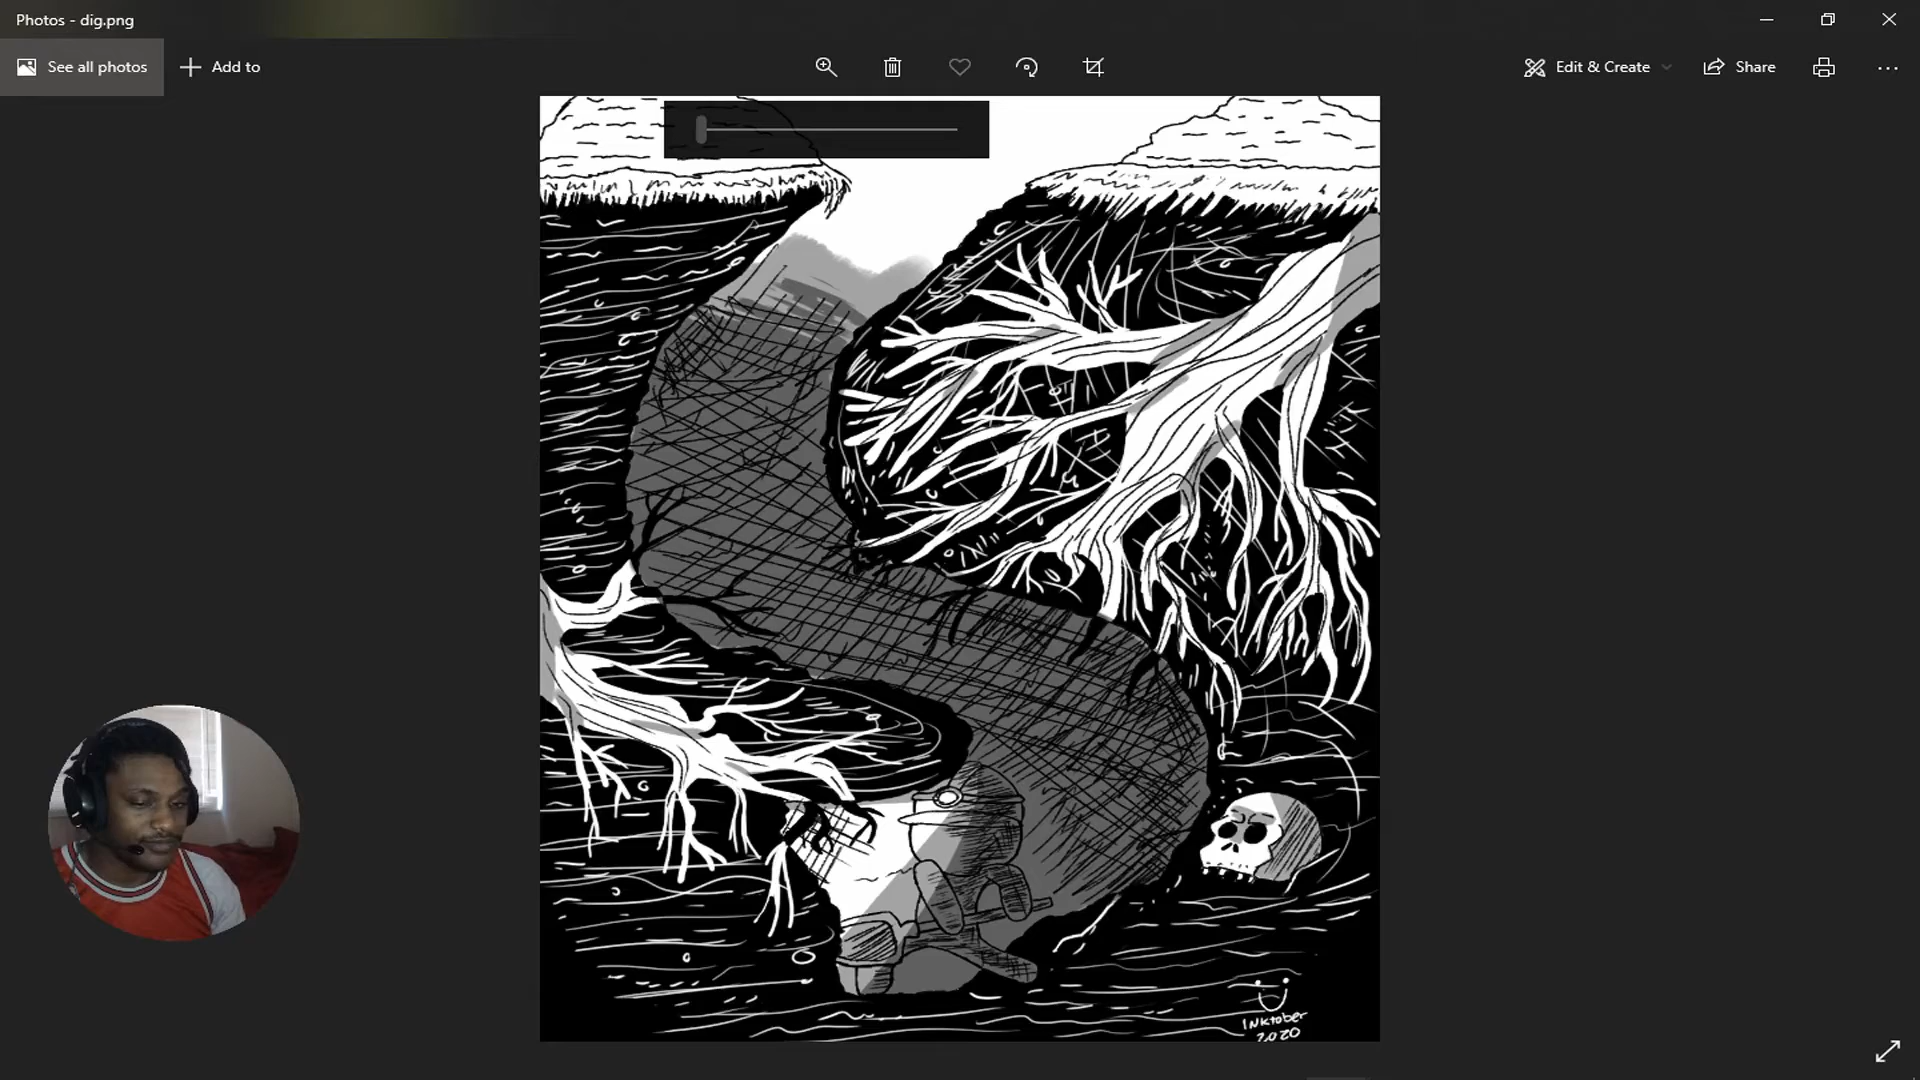 Photos - dig.png
See all photos
Add to
Edit & Create
Share
INKtober
2020